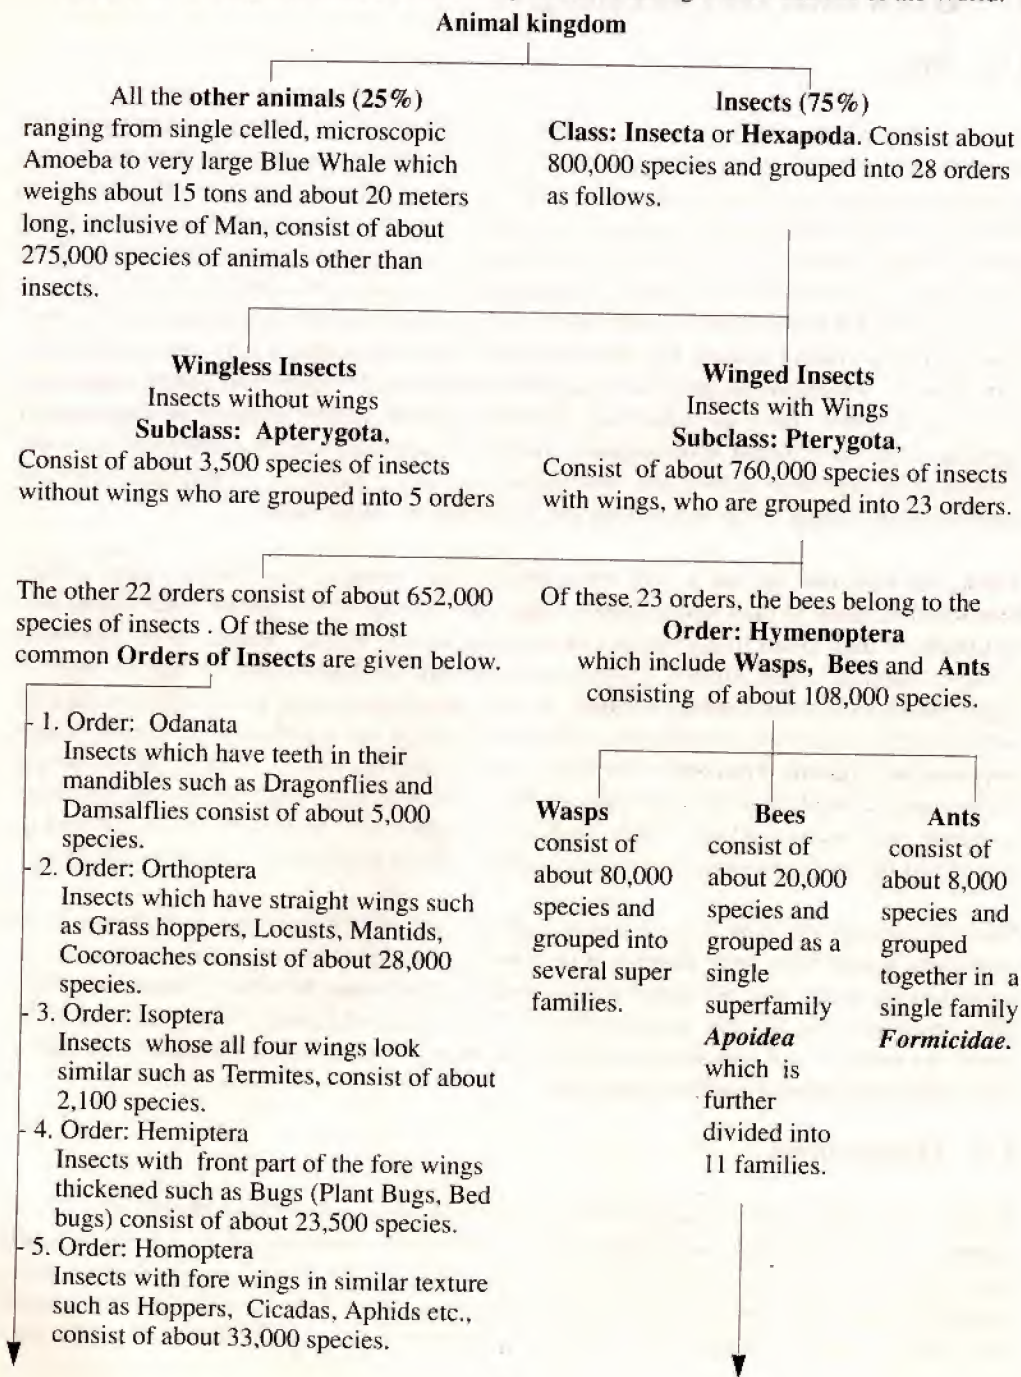 Animal kingdom
All the other animals (25%)
ranging from single celled, microscopic
Amoeba to very large Blue Whale which
weighs about 15 tons and about 20 meters
long, inclusive of Man, consist of about
275,000 species of animals other than
insects.
Insects (75%)
Class: Insecta or Hexapoda. Consist about
800,000 species and grouped into 28 orders
as follows.
Wingless Insects
Insects without wings
Subclass: Apterygota,
Consist of about 3,500 species of insects
without wings who are grouped into 5 orders
Winged Insects
Insects with Wings
Subclass: Pterygota,
Consist of about 760,000 species of insects
with wings, who are grouped into 23 orders.
The other 22 orders consist of about 652,000
species of insects . Of these the most
common Orders of Insects are given below.
Of these 23 orders, the bees belong to the
Order: Hymenoptera
which include Wasps, Bees and Ants
consisting of about 108,000 species.
1. Order: Odanata
Insects which have teeth in their
mandibles such as Dragonflies and
Damsalflies consist of about 5,000
species.
2. Order: Orthoptera
Insects which have straight wings such
as Grass hoppers, Locusts, Mantids,
Cocoroaches consist of about 28,000
species.
3. Order: Isoptera
Insects whose all four wings look
similar such as Termites, consist of about
2,100 species.
4. Order: Hemiptera
Insects with front part of the fore wings
thickened such as Bugs (Plant Bugs, Bed
bugs) consist of about 23,500 species.
5. Order: Homoptera
Insects with fore wings in similar texture
such as Hoppers, Cicadas, Aphids etc.,
consist of about 33,000 species.
Wasps
consist of
about 80,000
species and
grouped into
several super
families.
Bees
consist of
about 20,000
species and
grouped as a
single
superfamily
Apoidea
which is
further
divided into
11 families.
Ants
consist of
about 8,000
species and
grouped
together in a
single family
Formicidae.